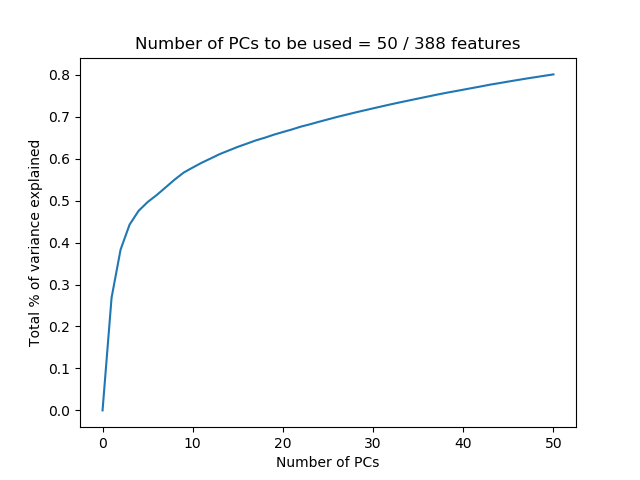 Number of PCs to be used = 50 / 388 features
Total % of variance explained
0.8
0.7
0.6
0.5
0.4
0.3
0.2
0.1
0.0
0 10 20 30 40 50
Number of PCs